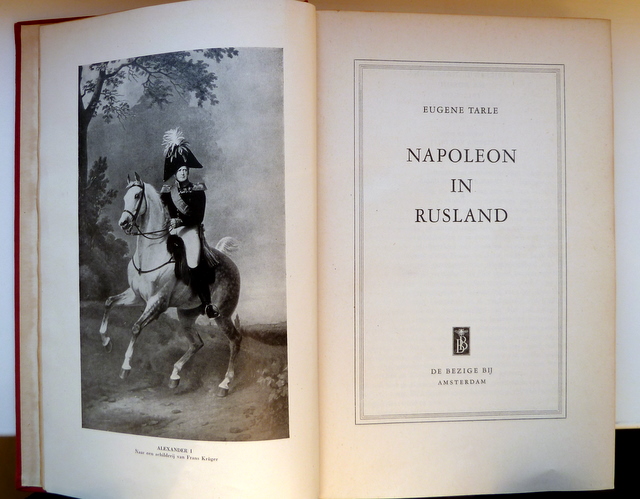 ALEXANDER I
Naar een schilderij van Franz Krüger
EUGENE TARLE
NAPOLEON
IN
RUSLAND
DE BEZIGE BIJ
AMSTERDAM